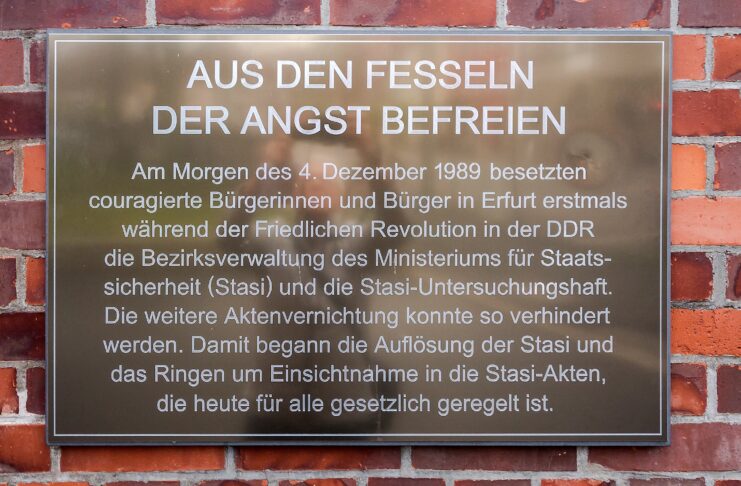 AUS DEN FESSELN
DER ANGST BEFREIEN
Am Morgen des 4. Dezember 1989 besetzten
couragierte Bürgerinnen und Bürger in Erfurt erstmals
während der Friedlichen Revolution in der DDR
die Bezirksverwaltung des Ministeriums für Staats-
sicherheit (Stasi) und die Stasi-Untersuchungshaft.
Die weitere Aktenvernichtung konnte so verhindert
werden. Damit begann die Auflösung der Stasi und
das Ringen um Einsichtnahme in die Stasi-Akten,
die heute für alle gesetzlich geregelt ist.